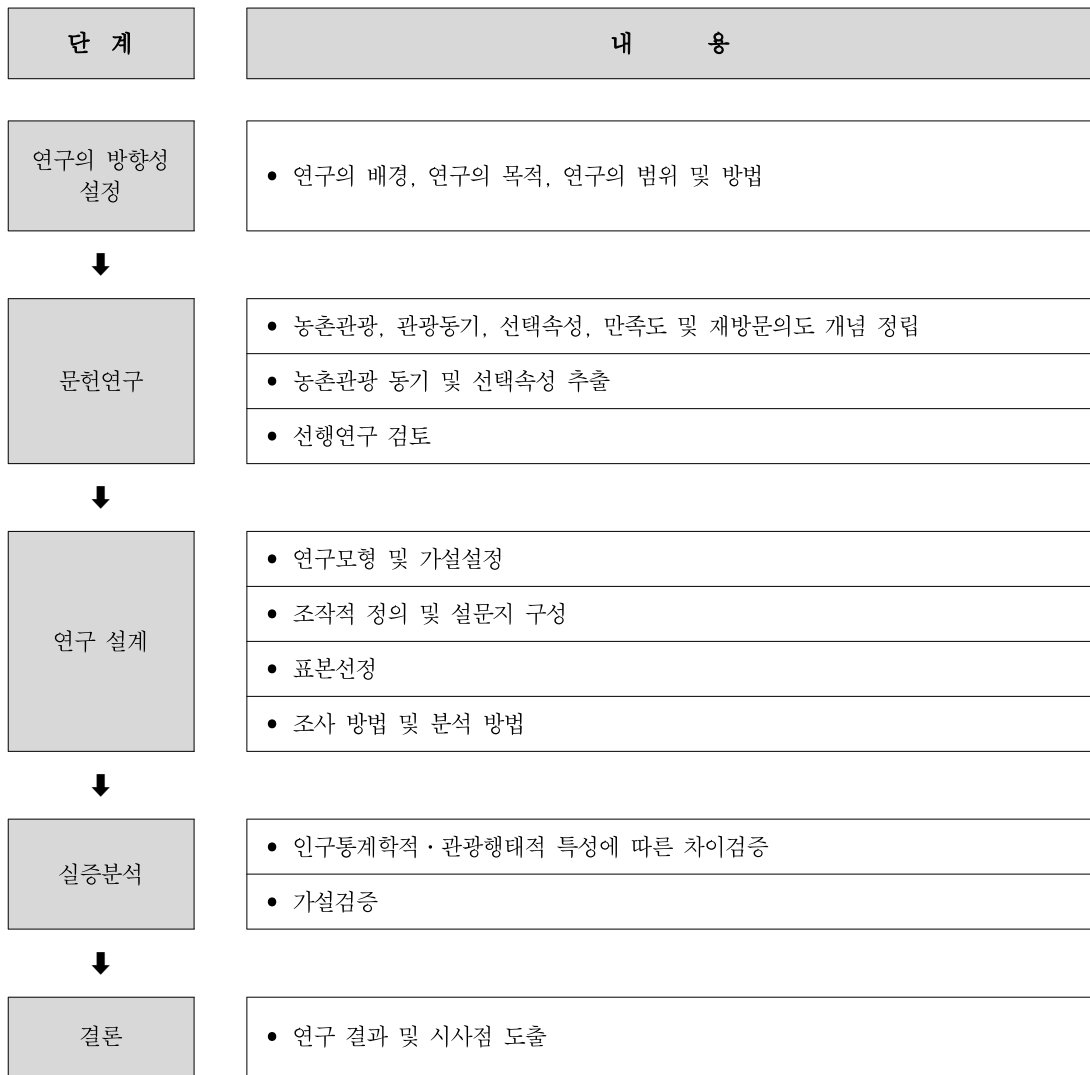 단 계
내 용
연구의 방향성
설정
• 연구의 배경, 연구의 목적, 연구의 범위 및 방법
문헌연구
• 농촌관광, 관광동기, 선택속성, 만족도 및 재방문의도 개념 정립
• 농촌관광 동기 및 선택속성 추출
• 선행연구 검토
연구 설계
• 연구모형 및 가설설정
• 조작적 정의 및 설문지 구성
• 표본선정
• 조사 방법 및 분석 방법
실증분석
• 인구통계학적・관광행태적 특성에 따른 차이검증
• 가설검증
결론
• 연구 결과 및 시사점 도출